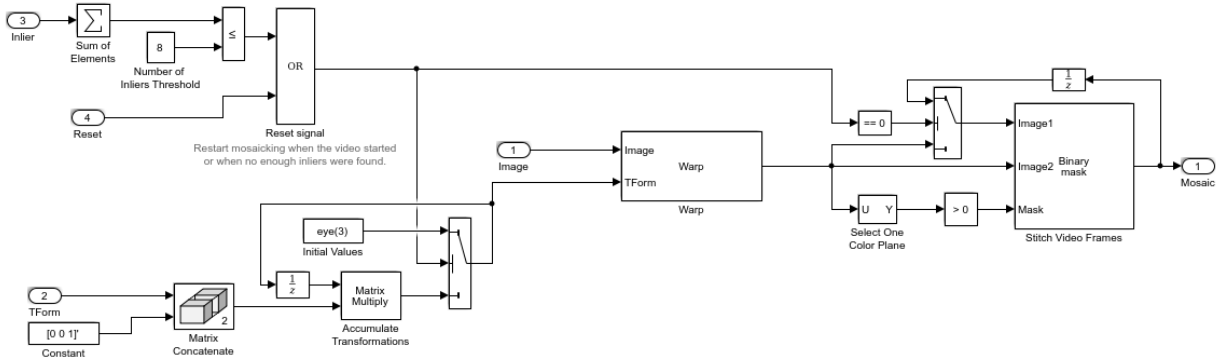 3
Inlier
Sum of
Elements
8
Number of
Inliers Threshold
≤
4
Reset
OR
Reset signal
Restart mosaicking when the video started
or when no enough inliers were found.
1
Image
Image
TForm
Warp
Warp
== 0
1
z
Image1
Image2
Mask
Binary
mask
Stitch Video Frames
1
Mosaic
U Y
Select One
Color Plane
> 0
eye(3)
Initial Values
1
z
Matrix
Multiply
Accumulate
Transformations
2
TForm
[0 0 1]'
Constant
2
Matrix
Concatenate